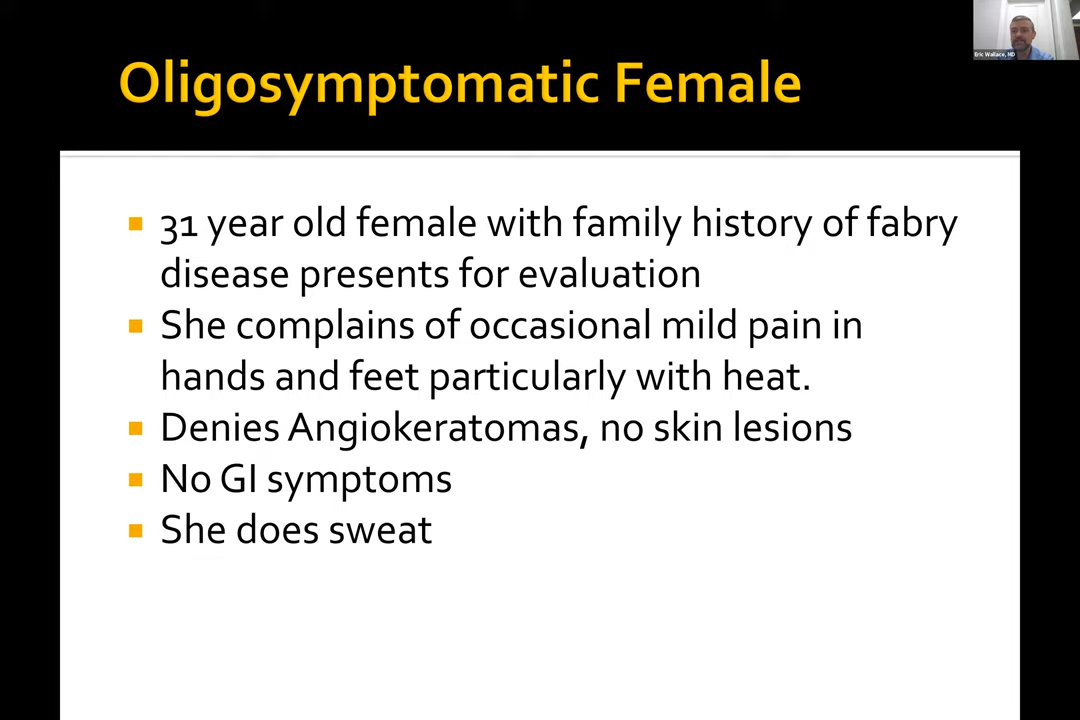 Eric Wallace, MD
Oligosymptomatic Female
31 year old female with family history of fabry
disease presents for evaluation
She complains of occasional mild pain in
hands and feet particularly with heat.
Denies Angiokeratomas, no skin lesions
No GI symptoms
She does sweat